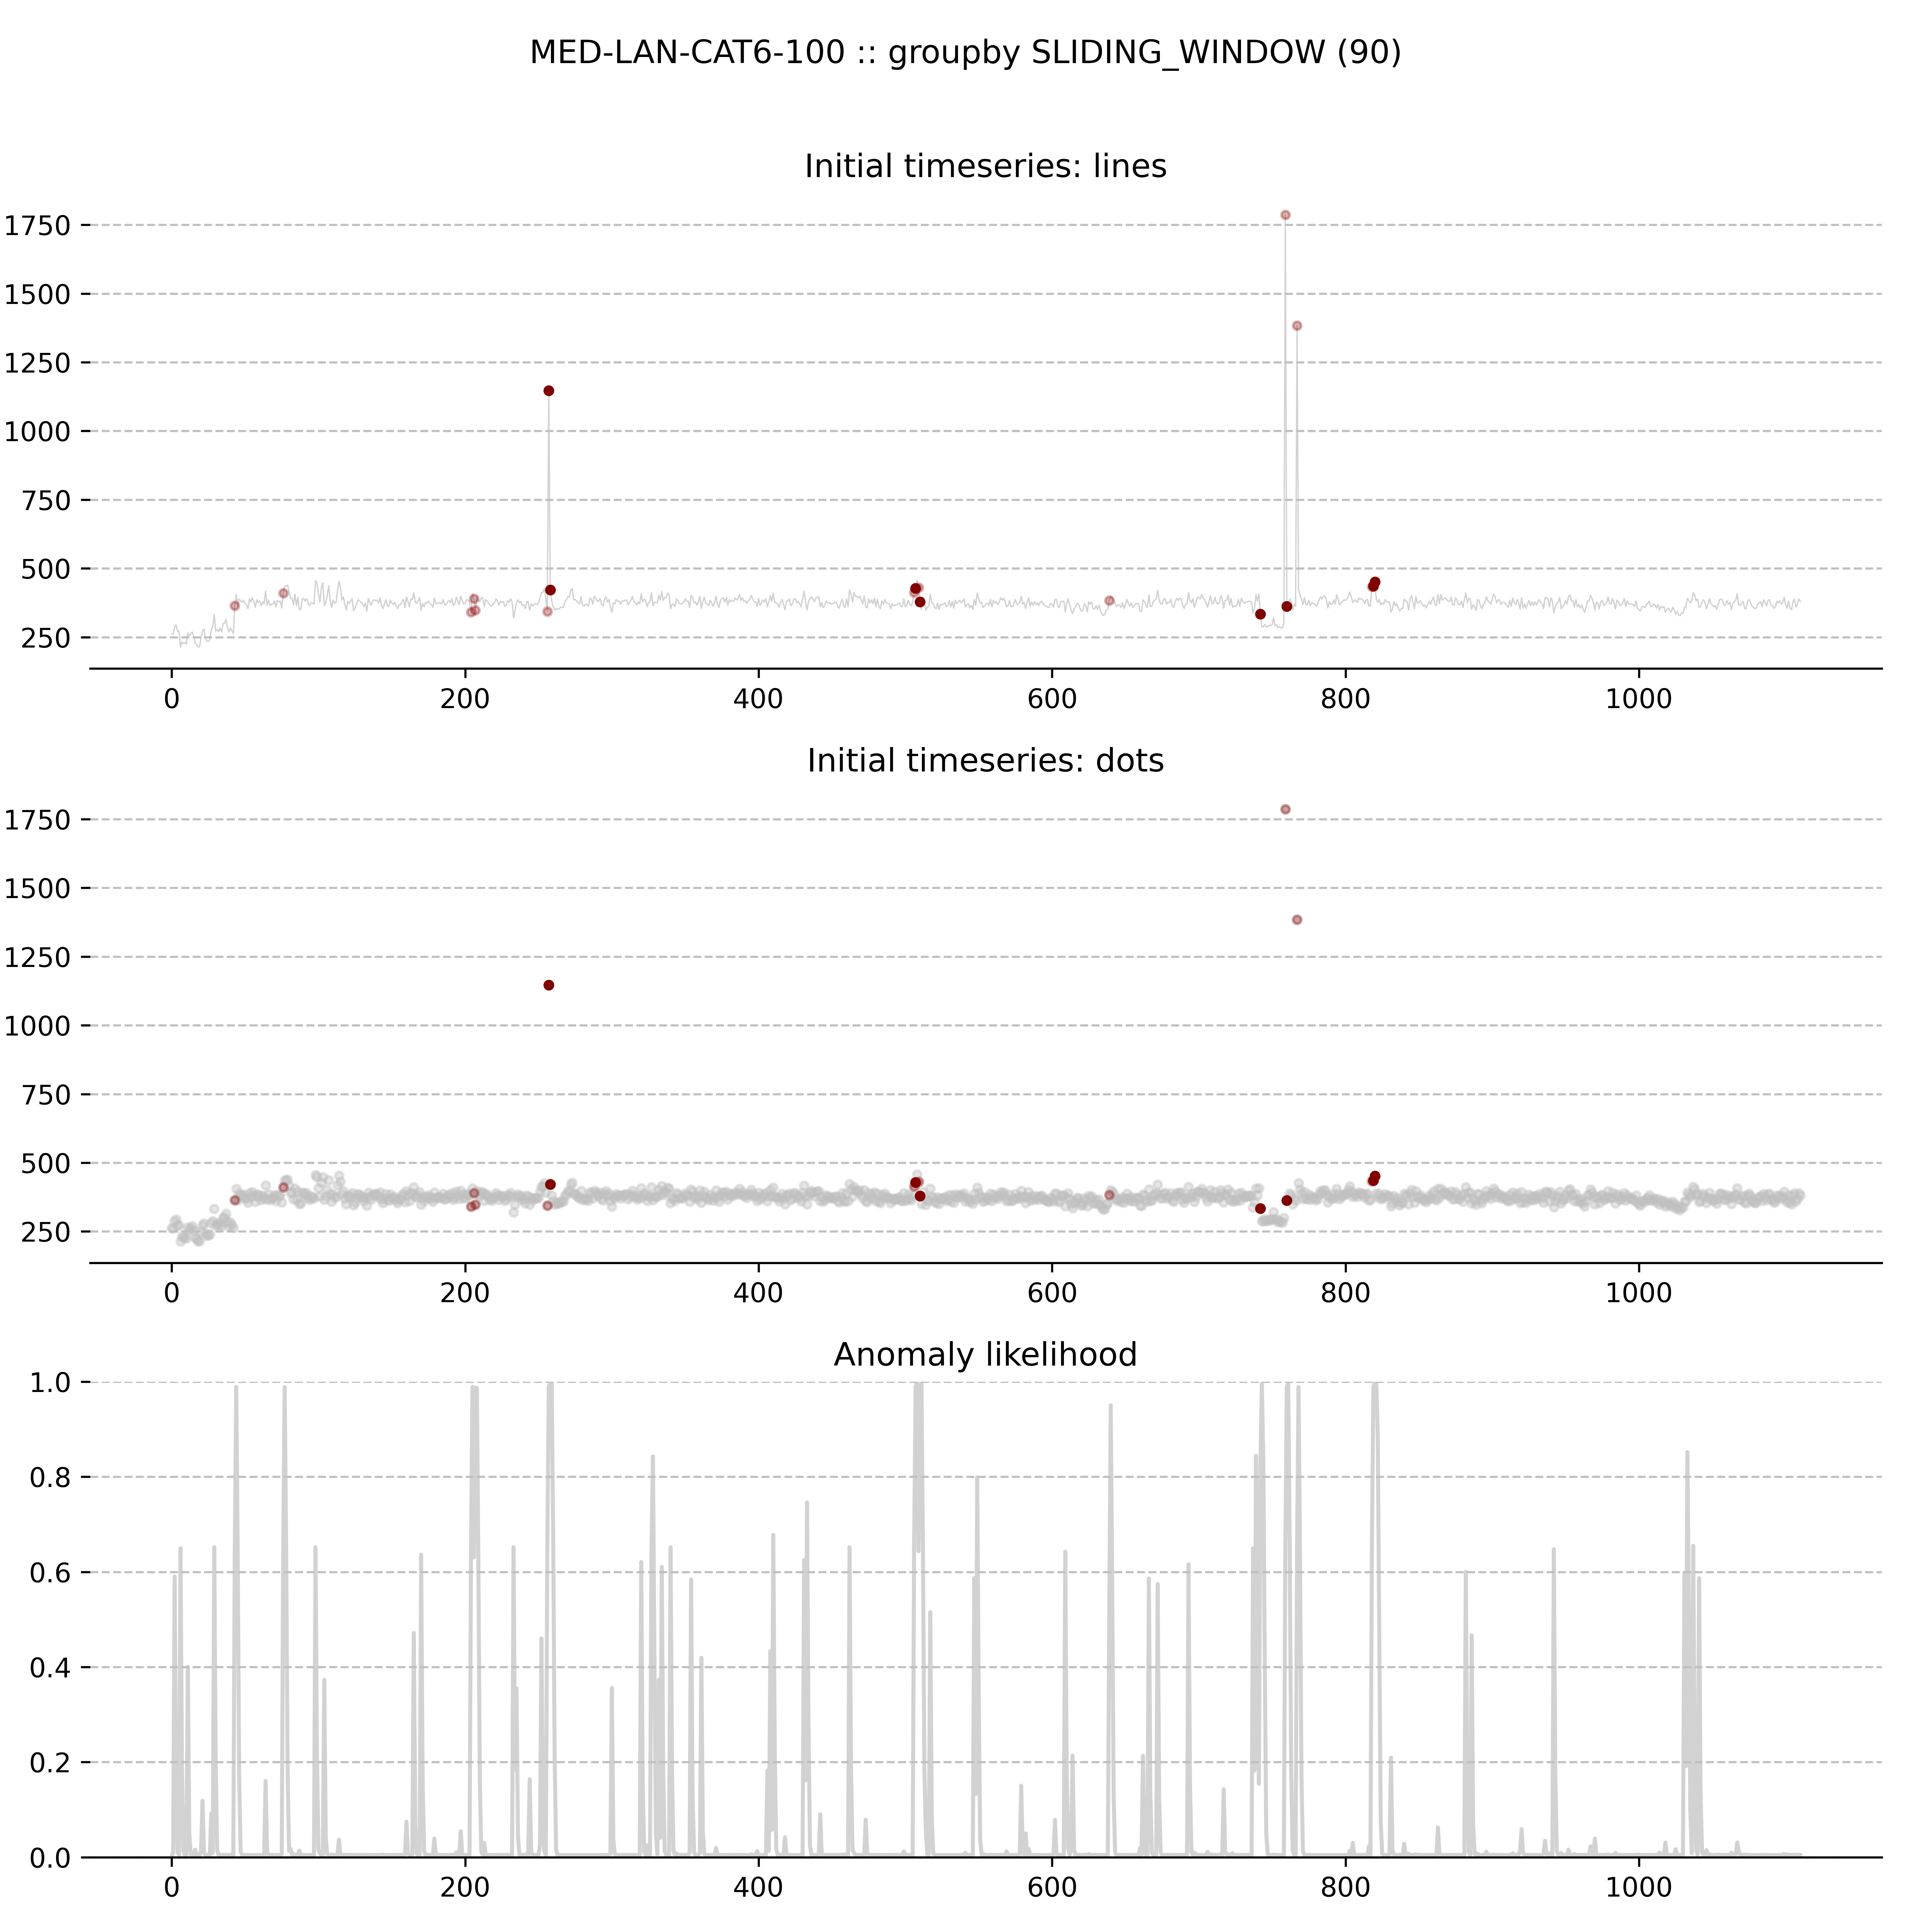 MED-LAN-CAT6-100 :: groupby SLIDING_WINDOW (90)
Initial timeseries: lines
1750
1500
1250
1000
750
500
250
0 200 400 600 800 1000
Initial timeseries: dots
1750
1500
1250
1000
750
500
250
0 200 400 600 800 1000
Anomaly likelihood
1.0
0.8
0.6
0.4
0.2
0.0
0 200 400 600 800 1000